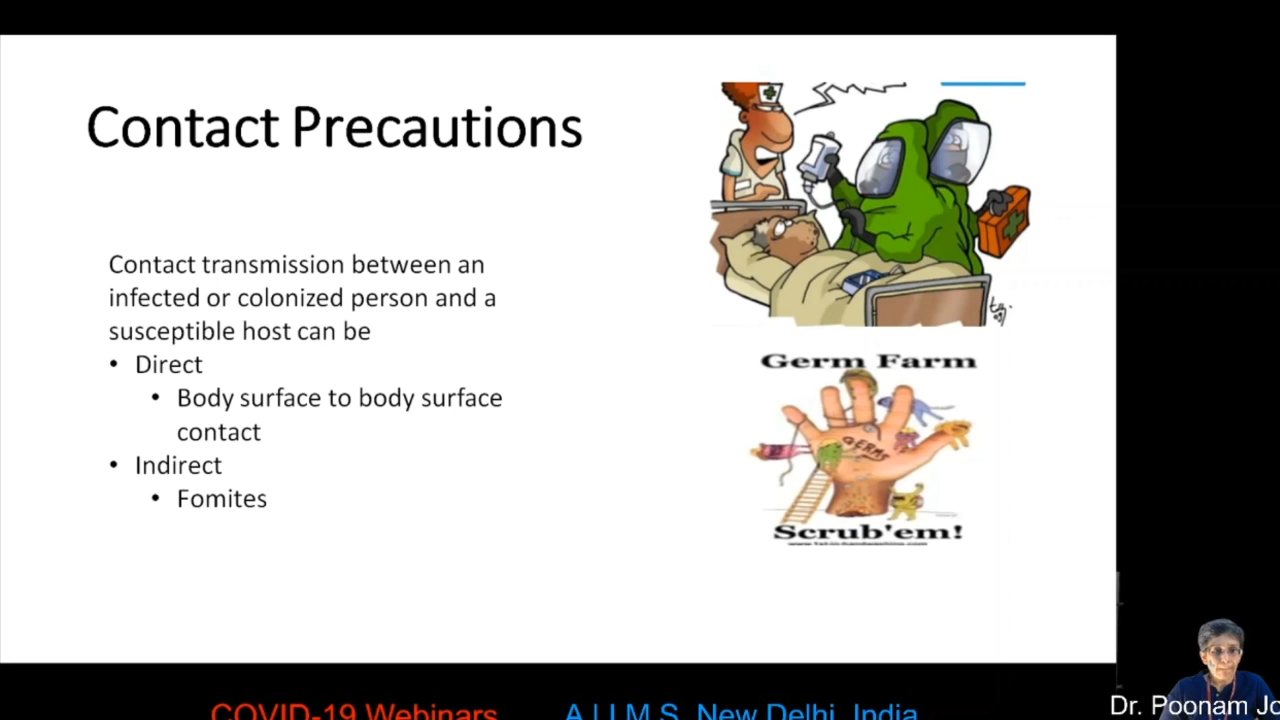 Contact Precautions
Contact transmission between an
infected or colonized person and a
susceptible host can be
• Direct
• Body surface to body surface
contact
• Indirect
• Fomites
Germ Farm
GERMS
Scrub'em!
COVID-19 Webinars
A.I.I.M.S. New Delhi, India
Dr. Poonam Jo